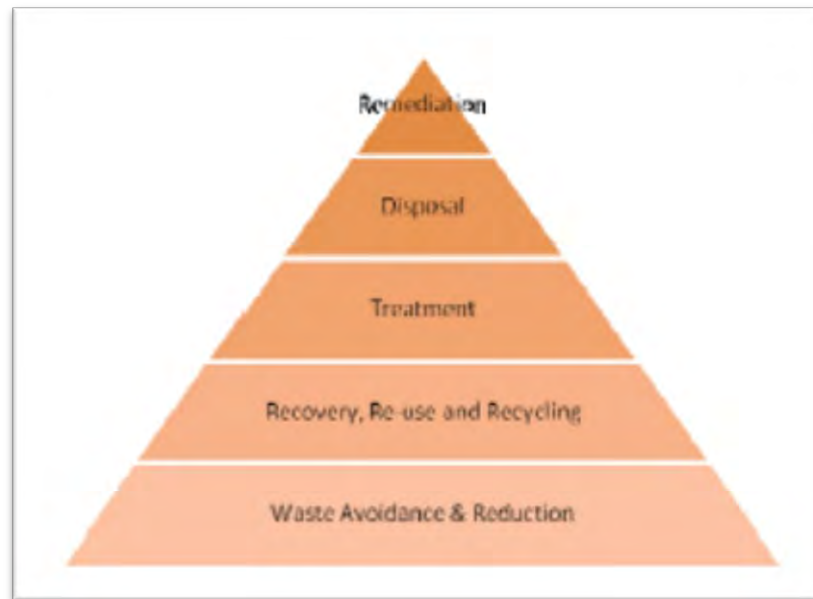 Remediation
Disposal
Treatment
Recovery, Re-use and Recycling
Waste Avoidance & Reduction